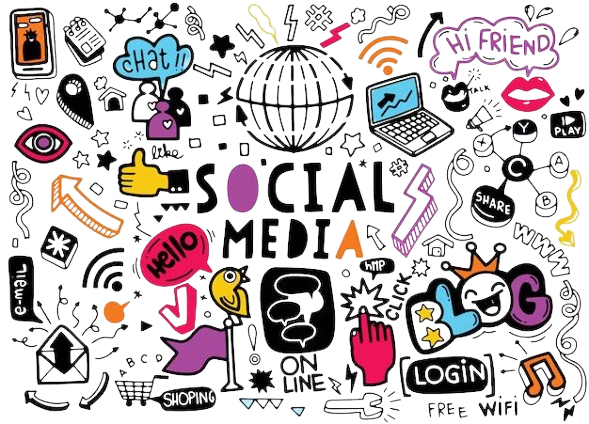 CHAT!!
Hi FRiEND
TALK
PLAY
like
SOCIAL
MEDIA
X
Y
C
A
B
SHARE
WWW
Hello
e-mail
hMP
CLICK
BLOG
ON
LINE
A B C D
SHOPING
LOGiN
FREE WiFi